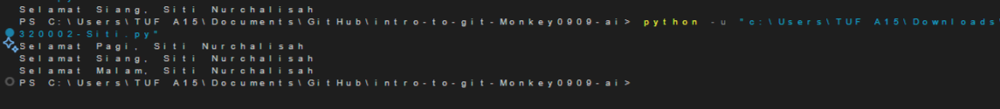 Selamat Siang, Siti Nurchalisah
PS C:\Users\TUF A15\Documents\GitHub\intro-to-git-Monkey0909-ai> python -u "c:\Users\TUF A15\Downloads
320002-Siti.py"
Selamat Pagi, Siti Nurchalisah
Selamat Siang, Siti Nurchalisah
Selamat Malam, Siti Nurchalisah
PS C:\Users\TUF A15\Documents\GitHub\intro-to-git-Monkey0909-ai>